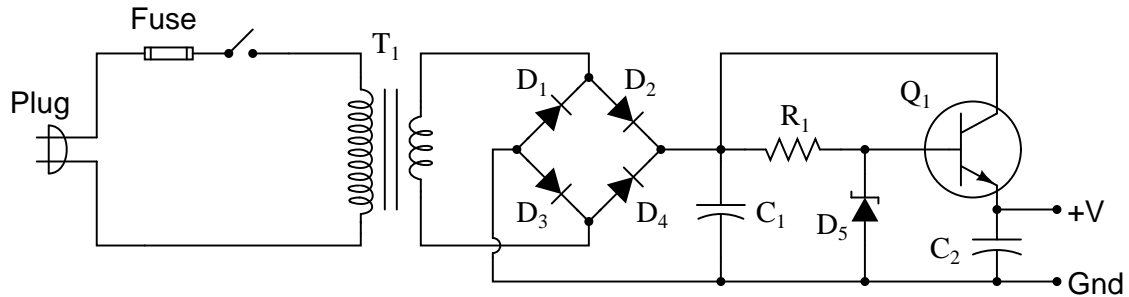 Fuse
T1
Plug
D1
D2
D3
D4
R1
Q1
C1
D5
C2
+V
Gnd